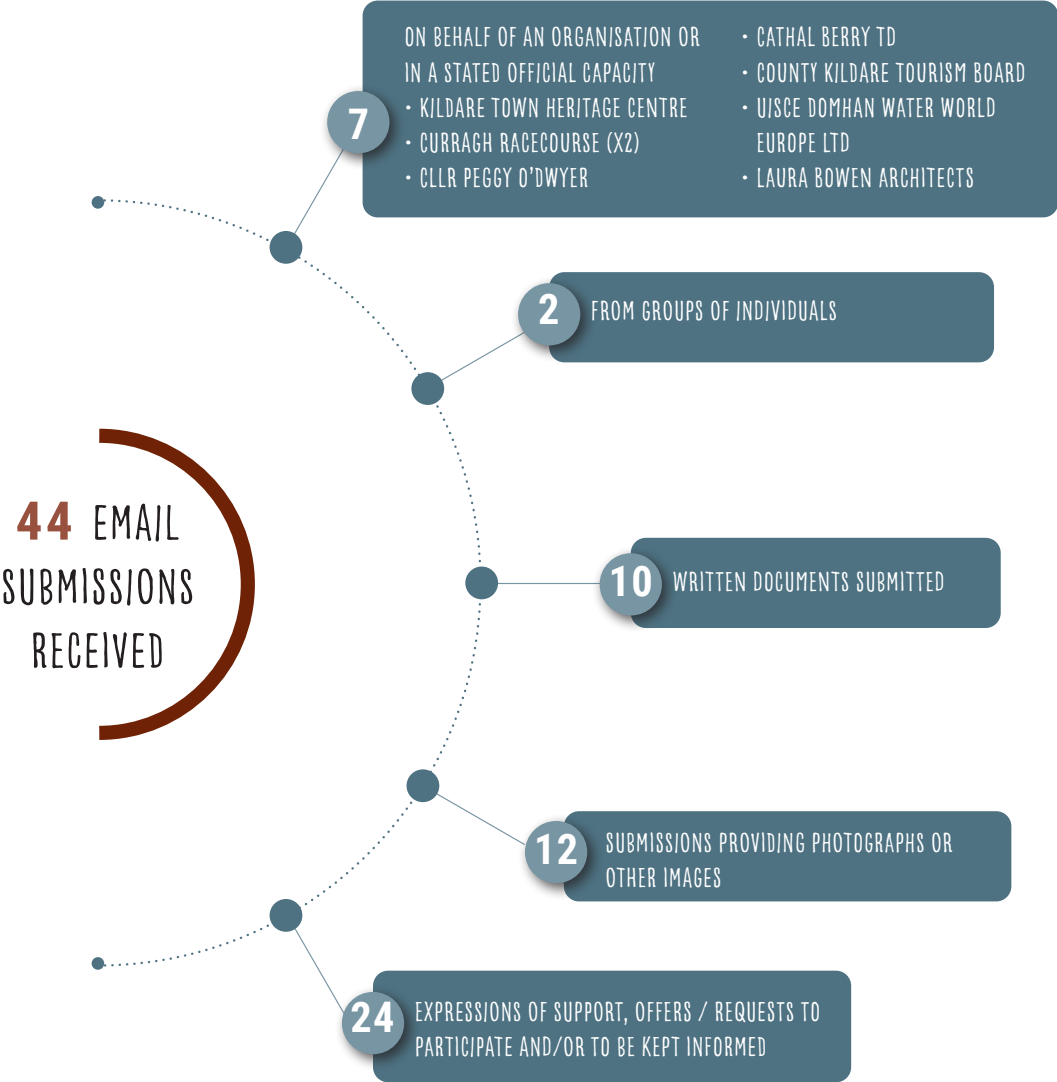 7
ON BEHALF OF AN ORGANISATION OR
IN A STATED OFFICIAL CAPACITY
• KILDARE TOWN HERITAGE CENTRE
• CURRAGH RACECOURSE (X2)
• CLLR PEGGY O'DWYER
• CATHAL BERRY TD
• COUNTY KILDARE TOURISM BOARD
• UISCE DOMHAN WATER WORLD
EUROPE LTD
• LAURA BOWEN ARCHITECTS
2
FROM GROUPS OF INDIVIDUALS
44 EMAIL
SUBMISSIONS
RECEIVED
10
WRITTEN DOCUMENTS SUBMITTED
12
SUBMISSIONS PROVIDING PHOTOGRAPHS OR
OTHER IMAGES
24
EXPRESSIONS OF SUPPORT, OFFERS / REQUESTS TO
PARTICIPATE AND/OR TO BE KEPT INFORMED